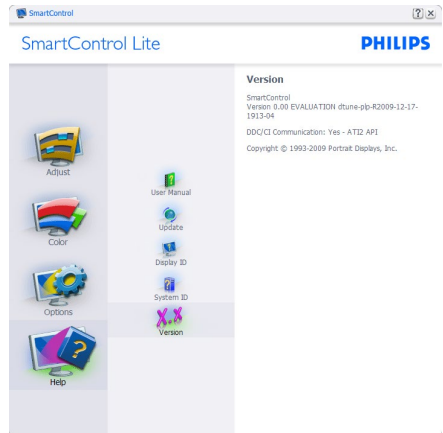 SmartControl
SmartControl Lite
PHILIPS
Adjust
Color
Options
Help
User Manual
Update
Display ID
System ID
X.X
Version
Version
SmartControl
Version 0.00 EVALUATION dtune-plp-R2009-12-17-
1913-04
DDC/CI Communication: Yes - ATI2 API
Copyright © 1993-2009 Portrait Displays, Inc.